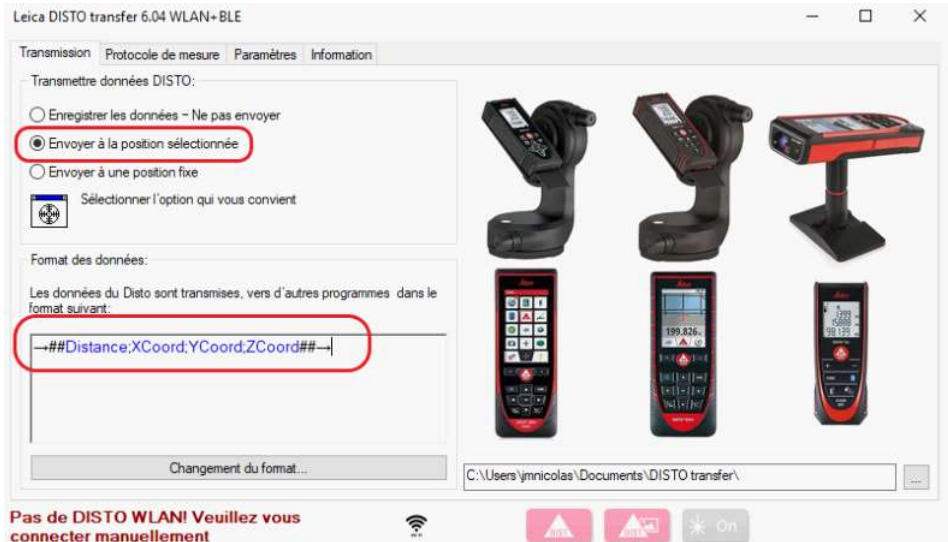 Leica DISTO transfer 6.04 WLAN+BLE
Transmission Protocole de mesure Paramètres Information
Transmettre données DISTO:
Enregistrer les données - Ne pas envoyer
Envoyer à la position sélectionnée
Envoyer à une position fixe
Sélectionner l'option qui vous convient
Format des données:
Les données du Disto sont transmises, vers d'autres programmes dans le
format suivant:
→##Distance;XCoord;YCoord;ZCoord##→
Changement du format...
199.826
C:\Users\jmnicolas\Documents\DISTO transfer\
...
Pas de DISTO WLAN! Veuillez vous
connecter manuellement
DIST
DIST
On